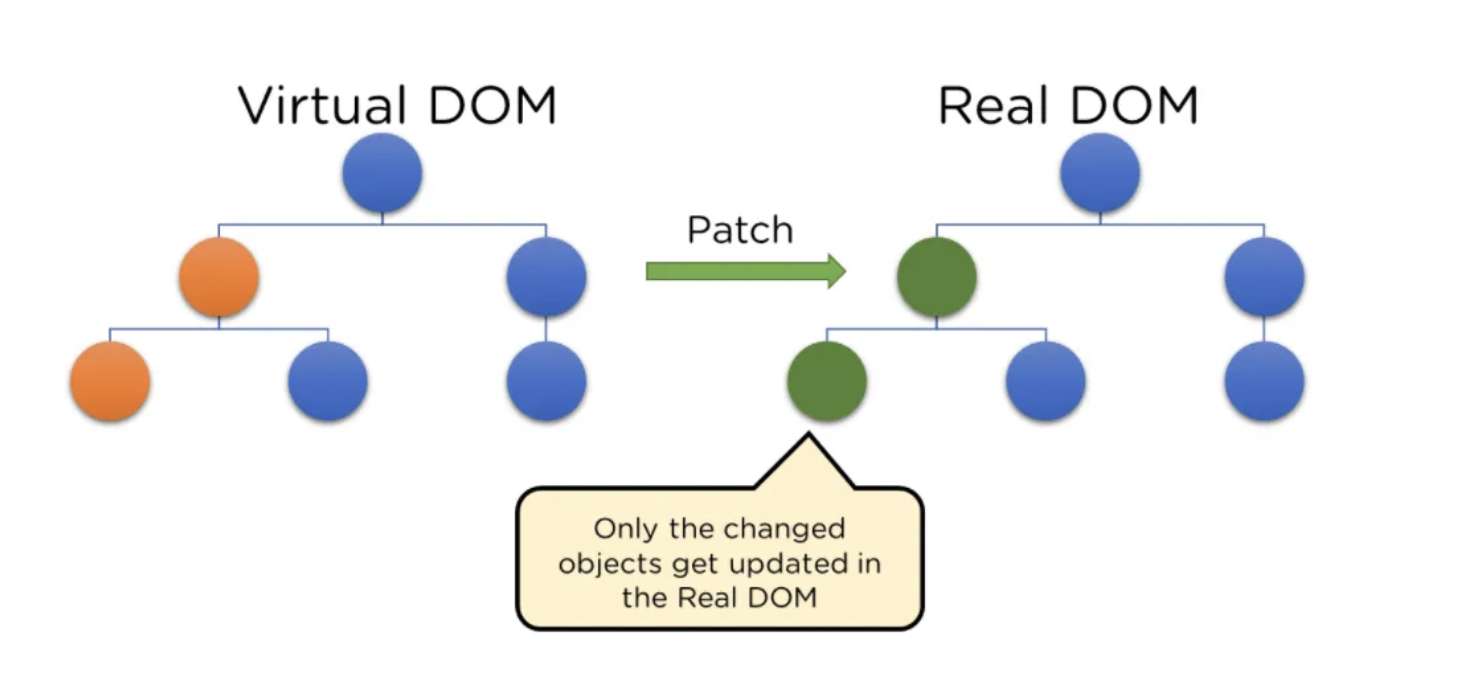 Virtual DOM
Real DOM
Patch
Only the changed
objects get updated in
the Real DOM